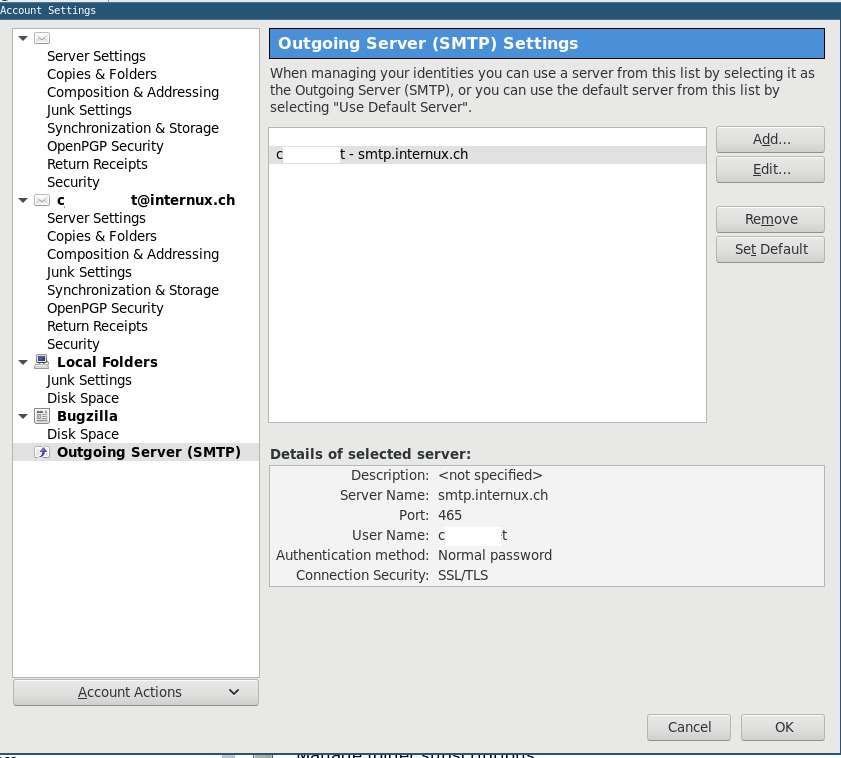 Account Settings
Server Settings
Copies & Folders
Composition & Addressing
Junk Settings
Synchronization & Storage
OpenPGP Security
Return Receipts
Security
c t@internux.ch
Server Settings
Copies & Folders
Composition & Addressing
Junk Settings
Synchronization & Storage
OpenPGP Security
Return Receipts
Security
Local Folders
Junk Settings
Disk Space
Bugzilla
Disk Space
Outgoing Server (SMTP)
Account Actions
Outgoing Server (SMTP) Settings
When managing your identities you can use a server from this list by selecting it as
the Outgoing Server (SMTP), or you can use the default server from this list by
selecting "Use Default Server".
c t - smtp.internux.ch
Add...
Edit...
Remove
Set Default
Details of selected server:
Description: <not specified>
Server Name: smtp.internux.ch
Port: 465
User Name: c t
Authentication method: Normal password
Connection Security: SSL/TLS
Cancel
OK
Manage folder subscriptions